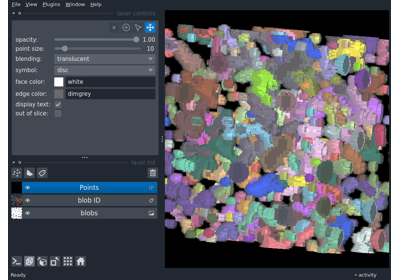 File View Plugins Window Help
layer controls
opacity: 1.00
point size: 10
blending: translucent
symbol: disc
face color: white
edge color: dimgrey
display text:
out of slice:
layer list
Points
blob ID
blobs
Ready
activity